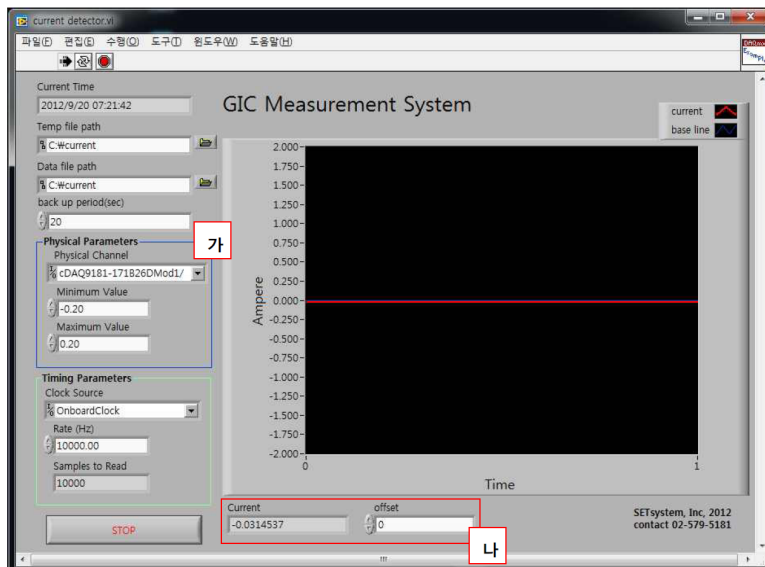 current detector.vi
파일(F) 편집(E) 수행(O) 도구(T) 윈도우(W) 도움말(H)
Current Time
2012/9/20 07:21:42
GIC Measurement System
current
base line
Temp file path
C:₩current
Data file path
C:₩current
back up period(sec)
20
가
Physical Parameters
Physical Channel
cDAQ9181-171B26DMod1/
Minimum Value
-0.20
Maximum Value
0.20
Timing Parameters
Clock Source
OnboardClock
Rate (Hz)
10000.00
Samples to Read
10000
STOP
Ampere
2.000
1.750
1.500
1.250
1.000
0.750
0.500
0.250
0.000
-0.250
-0.500
-0.750
-1.000
-1.250
-1.500
-1.750
-2.000
0 1
Time
Current offset
-0.0314537 0
나
SETsystem, Inc, 2012
contact 02-579-5181